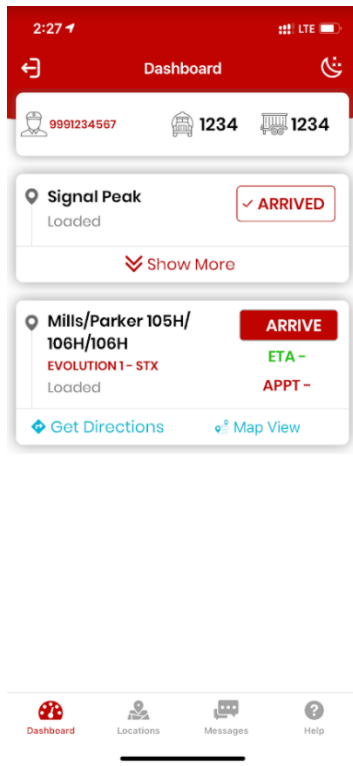 2:27
LTE
Dashboard
9991234567
1234
1234
Signal Peak
ARRIVED
Loaded
Show More
Mills/Parker 105H/
106H/106H
ARRIVE
EVOLUTION 1 - STX
ETA -
Loaded
APPT -
Get Directions
Map View
Dashboard
Locations
Messages
Help